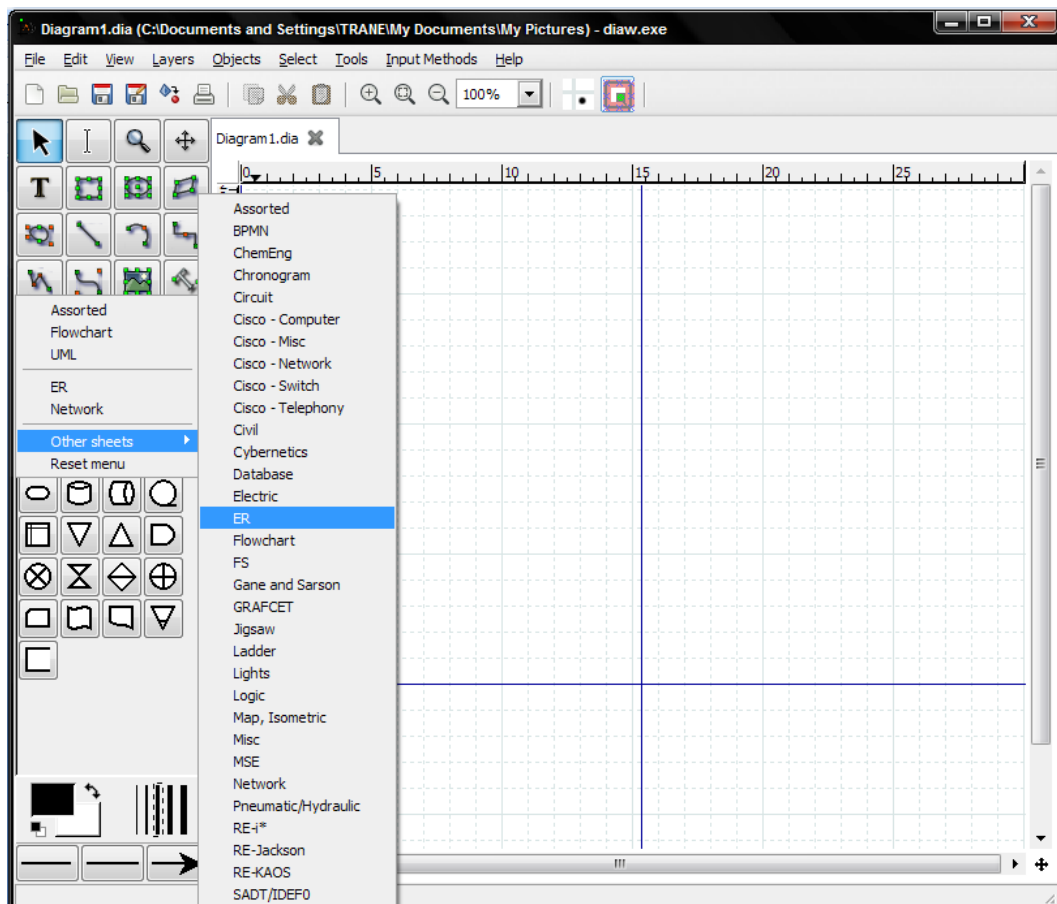 Diagram1.dia (C:\Documents and Settings\TRANE\My Documents\My Pictures) - diaw.exe
File Edit View Layers Objects Select Tools Input Methods Help
100%
Diagram1.dia
0 5 10 15 20 25
T
Assorted
Flowchart
UML
ER
Network
Other sheets
Reset menu
Assorted
BPMN
ChemEng
Chronogram
Circuit
Cisco - Computer
Cisco - Misc
Cisco - Network
Cisco - Switch
Cisco - Telephony
Civil
Cybernetics
Database
Electric
ER
Flowchart
FS
Gane and Sarson
GRAFCET
Jigsaw
Ladder
Lights
Logic
Map, Isometric
Misc
MSE
Network
Pneumatic/Hydraulic
RE-i*
RE-Jackson
RE-KAOS
SADT/IDEF0